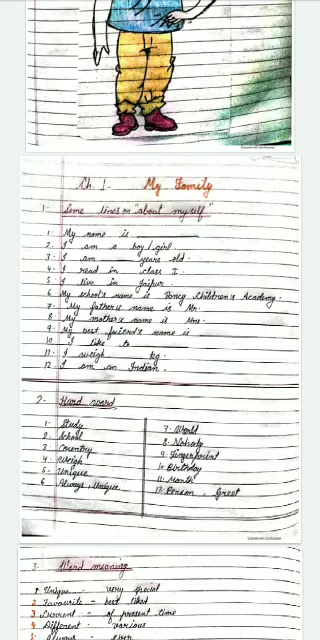 Ch. 1- My Family
1- Some lines on "about myself"
1. My name is
2. I am a boy/girl.
3. I am years old.
4. I read in class I.
5. I live in Jaipur.
6 My school's name is Tancy Children's Academy.
7. My father's name is Mr.
8 My mother's name is Mrs.
9. My best friend's name is
10 I like to
11. I weigh kg.
12. I am an Indian.
2- Hard word
1. Study
2. School
3. Country
4. Weigh
5. Unique
6 Always, Unique
7. World
8. Nobody
9. Fingerprint
10. Birthday
11. Month
12. Person, Greet
3. Word meaning
1. Unique - very special
2 Favourite - best liked
3 Current - of present time
4 Different - various
5. Always - ever